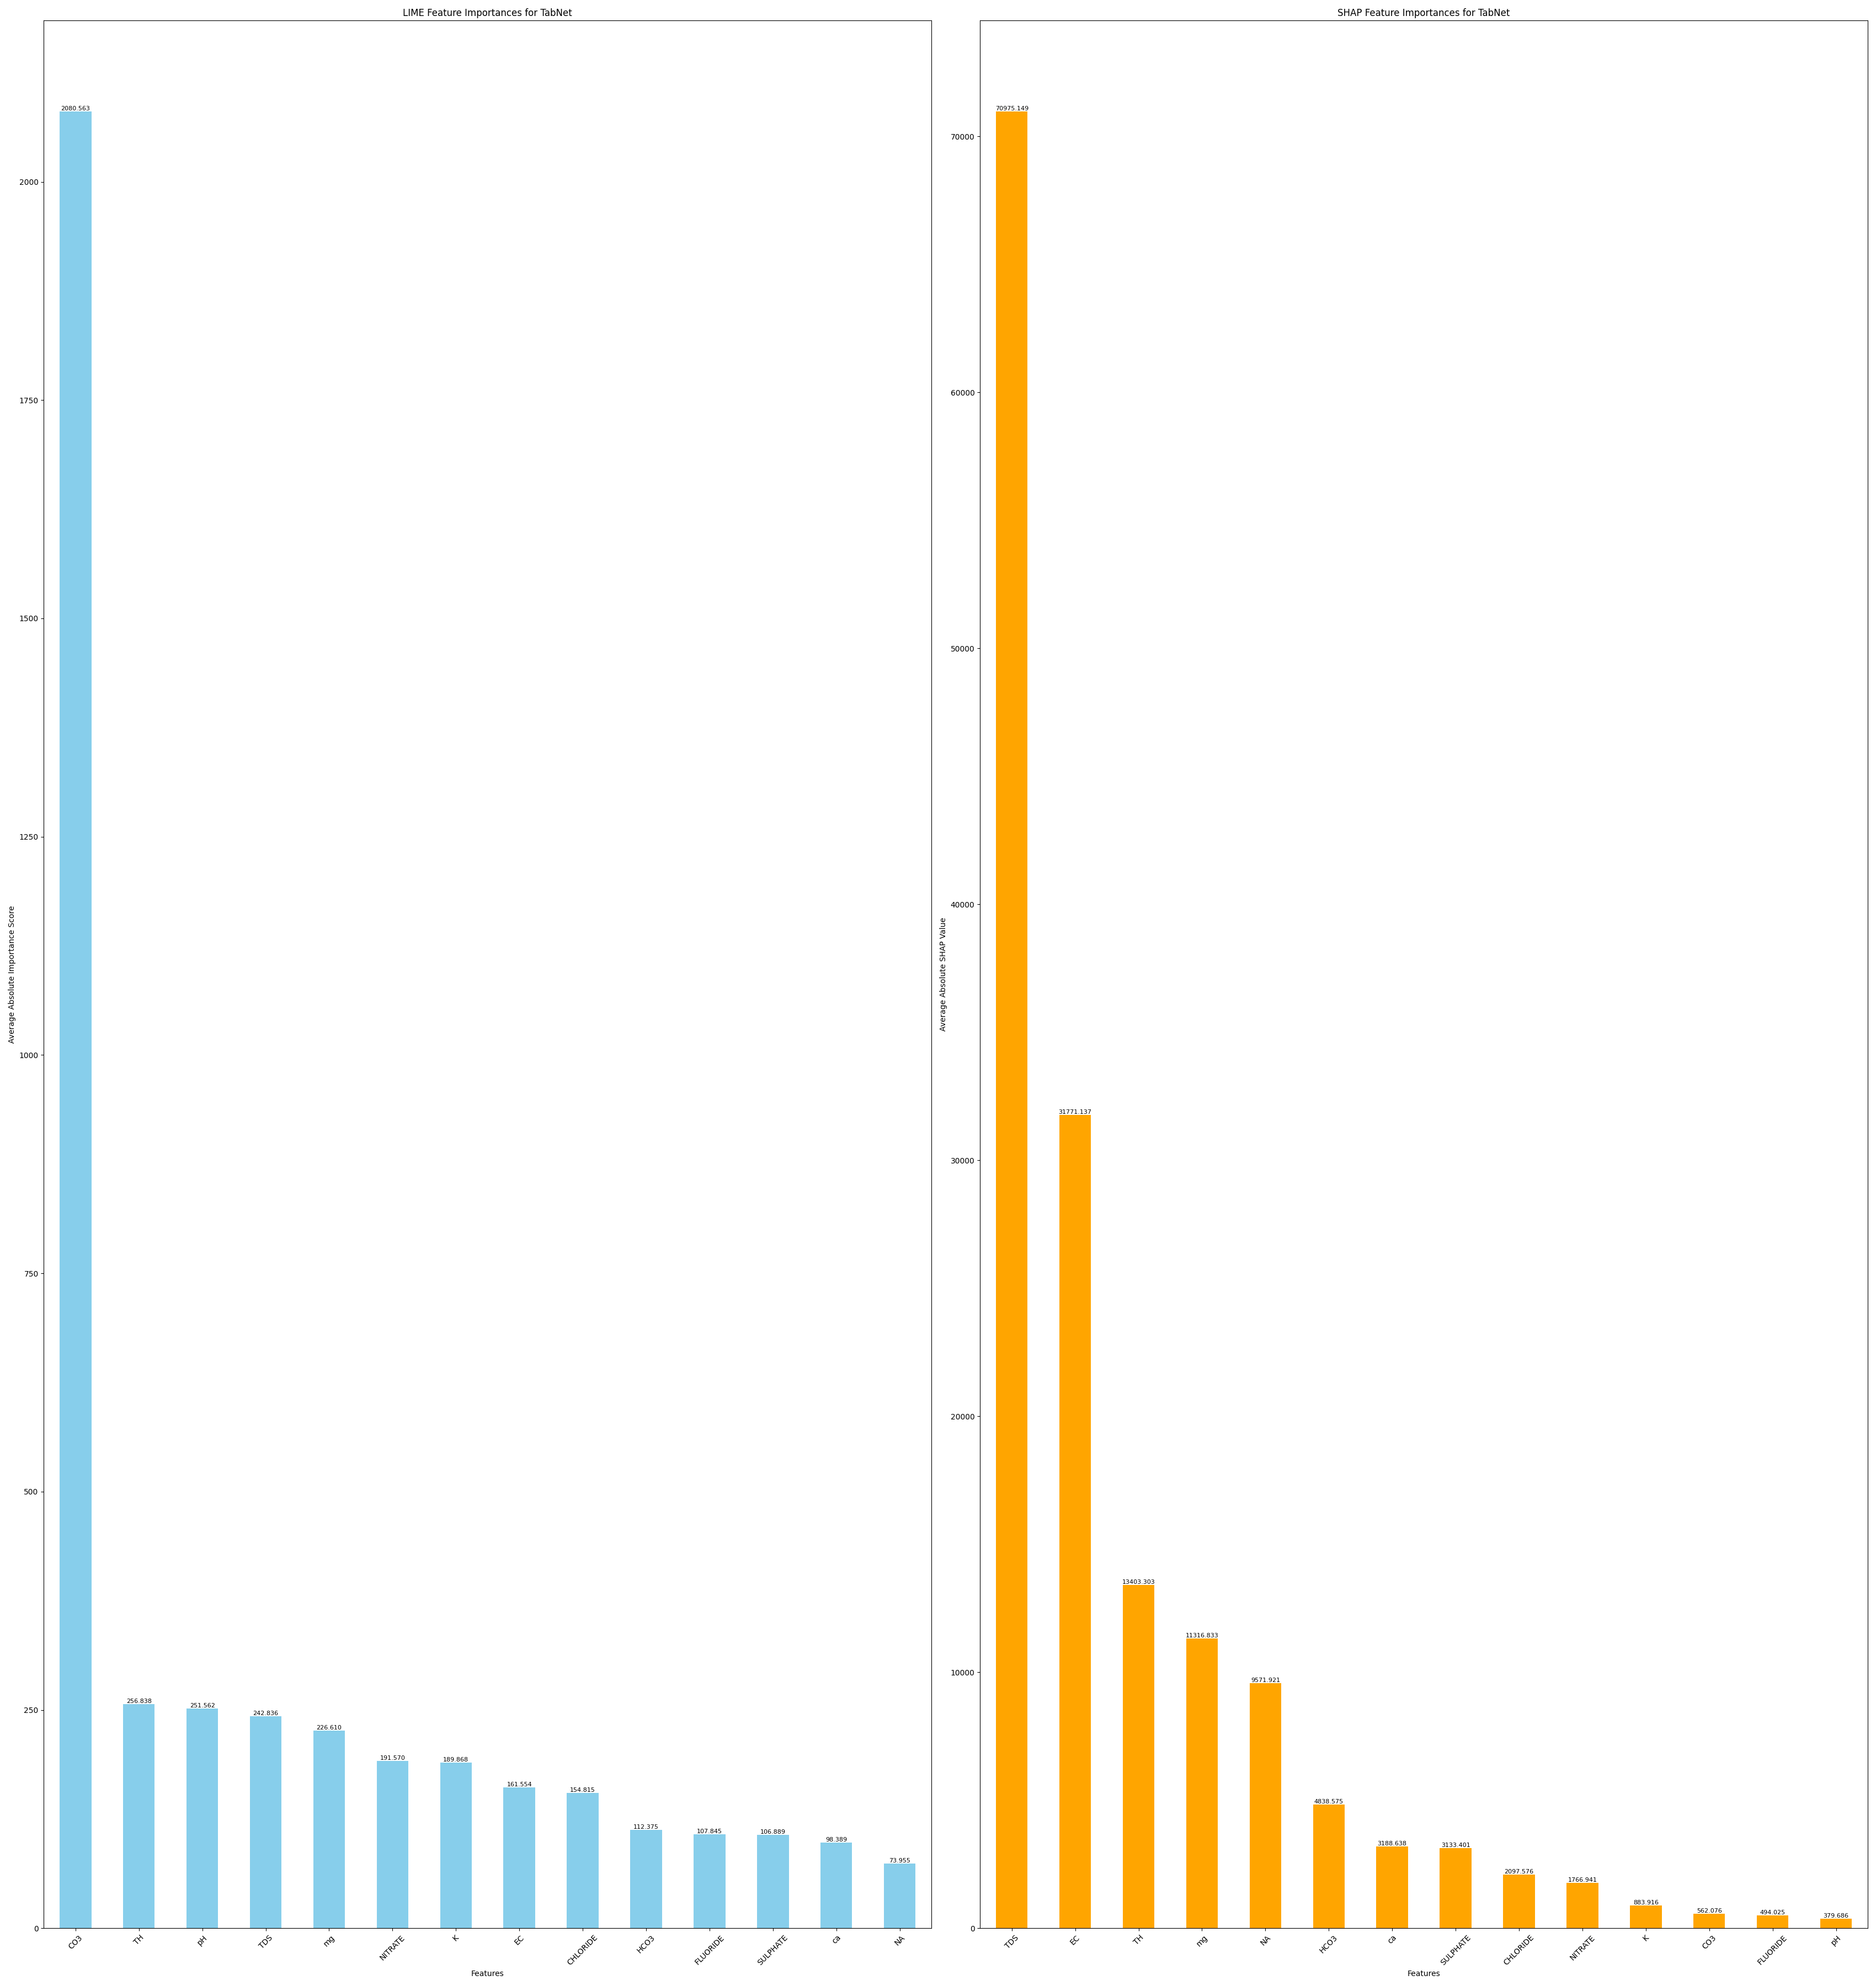 LIME Feature Importances for TabNet
Average Absolute Importance Score
2000
1750
1500
1250
1000
750
500
250
0
2080.563
256.838
251.562
242.836
226.610
191.570
189.868
161.554
154.815
112.375
107.845
106.889
98.389
73.955
CO3
TH
pH
TDS
mg
NITRATE
K
EC
CHLORIDE
HCO3
FLUORIDE
SULPHATE
ca
NA
Features
SHAP Feature Importances for TabNet
Average Absolute SHAP Value
70000
60000
50000
40000
30000
20000
10000
0
70975.149
31771.137
13403.303
11316.833
9571.921
4838.575
3188.638
3133.401
2097.576
1766.941
883.916
562.076
494.025
379.686
TDS
EC
TH
mg
NA
HCO3
ca
SULPHATE
CHLORIDE
NITRATE
K
CO3
FLUORIDE
pH
Features